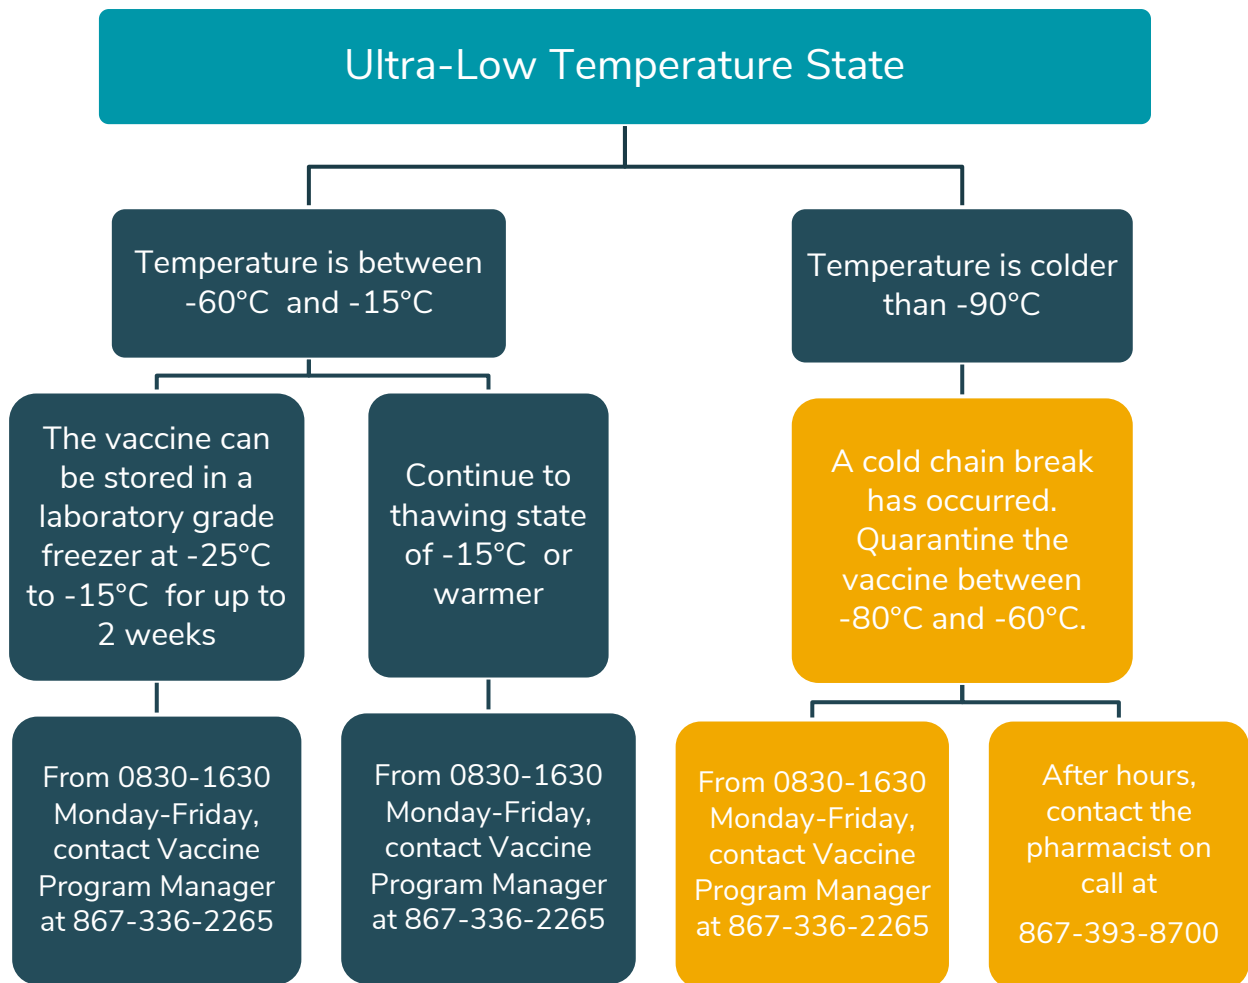 Ultra-Low Temperature State
Temperature is between
-60°C and -15°C
Temperature is colder
than -90°C
The vaccine can
be stored in a
laboratory grade
freezer at -25°C
to -15°C for up to
2 weeks
Continue to
thawing state
of -15°C or
warmer
A cold chain break
has occurred.
Quarantine the
vaccine between
-80°C and -60°C.
From 0830-1630
Monday-Friday,
contact Vaccine
Program Manager
at 867-336-2265
From 0830-1630
Monday-Friday,
contact Vaccine
Program Manager
at 867-336-2265
From 0830-1630
Monday-Friday,
contact Vaccine
Program Manager
at 867-336-2265
After hours,
contact the
pharmacist on
call at
867-393-8700